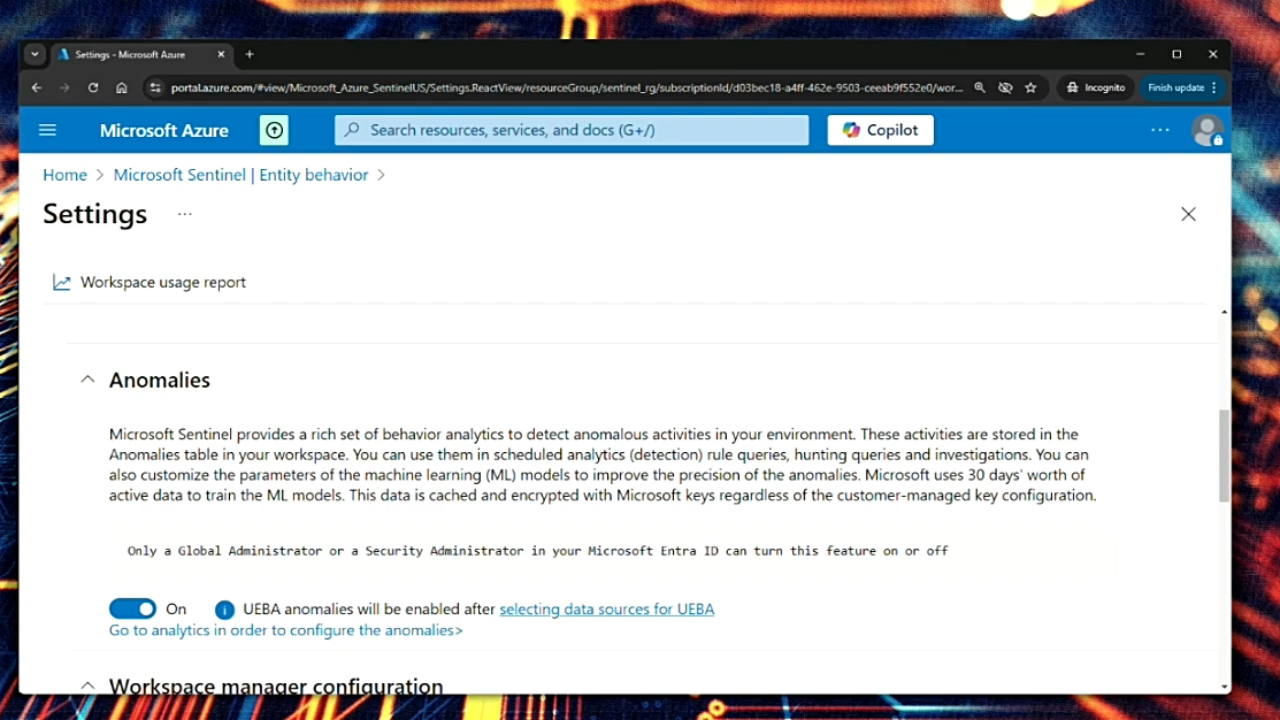 Settings - Microsoft Azure
portal.azure.com/#view/Microsoft_Azure_SentinelUS/Settings.ReactView/resourceGroup/sentinel_rg/subscriptionId/d03bec18-a4ff-462e-9503-ceeab9f552e0/wor...
Incognito
Finish update
Microsoft Azure
Search resources, services, and docs (G+/)
Copilot
Home > Microsoft Sentinel | Entity behavior >
Settings
Workspace usage report
Anomalies
Microsoft Sentinel provides a rich set of behavior analytics to detect anomalous activities in your environment. These activities are stored in the
Anomalies table in your workspace. You can use them in scheduled analytics (detection) rule queries, hunting queries and investigations. You can
also customize the parameters of the machine learning (ML) models to improve the precision of the anomalies. Microsoft uses 30 days' worth of
active data to train the ML models. This data is cached and encrypted with Microsoft keys regardless of the customer-managed key configuration.
Only a Global Administrator or a Security Administrator in your Microsoft Entra ID can turn this feature on or off
On UEBA anomalies will be enabled after selecting data sources for UEBA
Go to analytics in order to configure the anomalies>
Workspace manager configuration